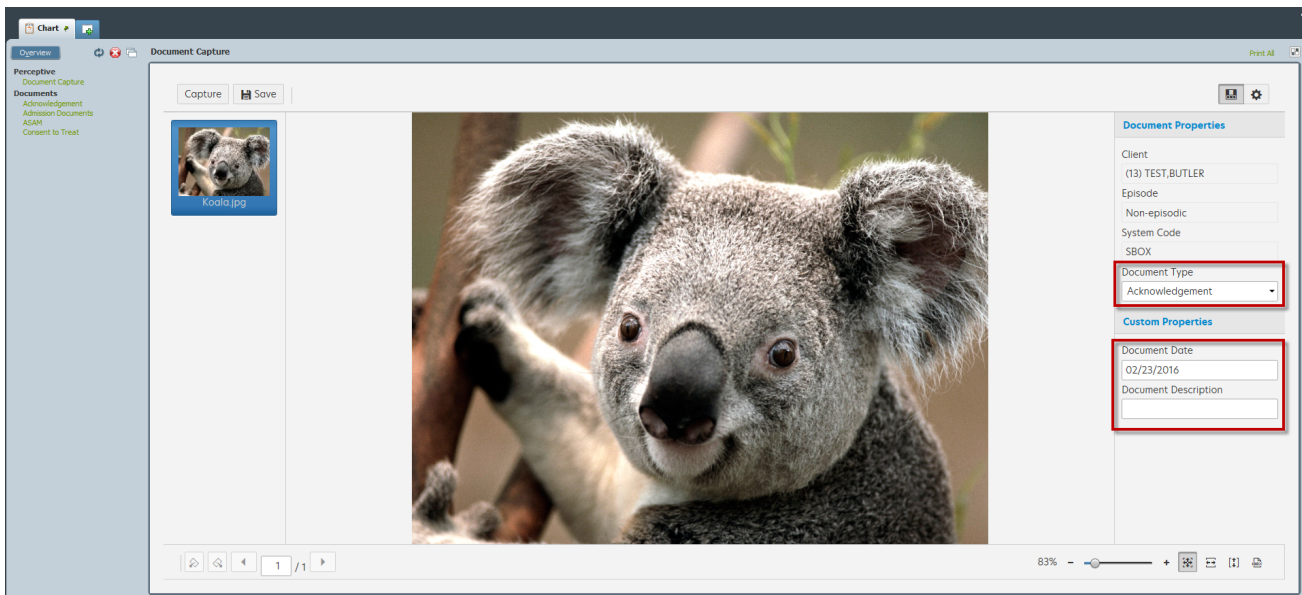 Chart
Overview
Document Capture
Print All
Perceptive
Document Capture
Documents
Acknowledgement
Admission Documents
ASAM
Consent to Treat
Capture
Save
Koala.jpg
Document Properties
Client
(13) TEST,BUTLER
Episode
Non-episodic
System Code
SBOX
Document Type
Acknowledgement
Custom Properties
Document Date
02/23/2016
Document Description
1 / 1
83%